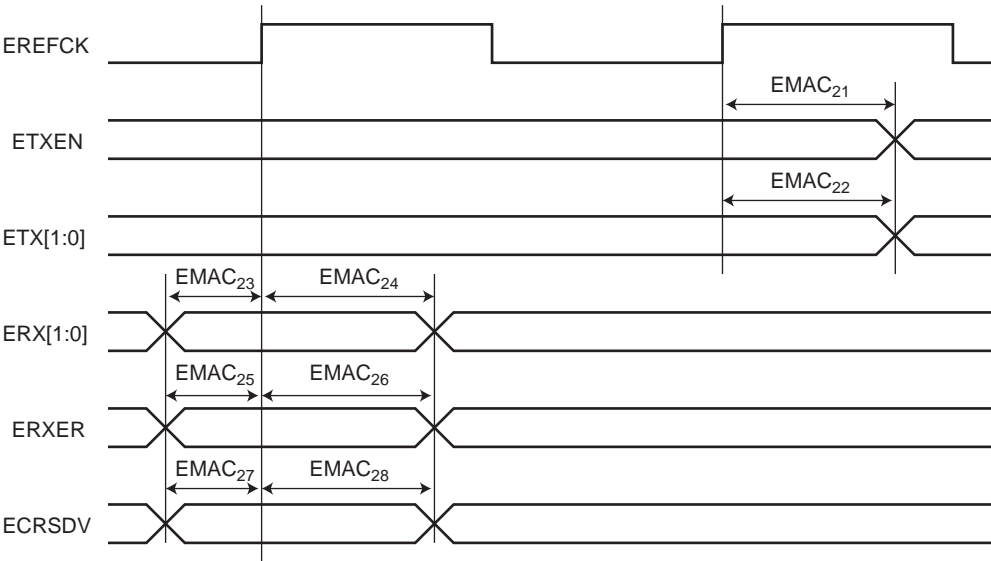 EREFCK
EMAC21
ETXEN
EMAC22
ETX[1:0]
EMAC23
EMAC24
ERX[1:0]
EMAC25
EMAC26
ERXER
EMAC27
EMAC28
ECRSDV